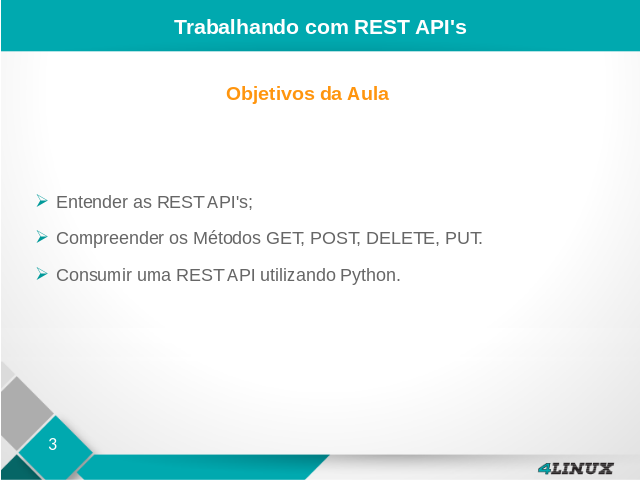 Trabalhando com REST API's
Objetivos da Aula
Entender as REST API's;
Compreender os Métodos GET, POST, DELETE, PUT.
Consumir uma REST API utilizando Python.
3
4LINUX